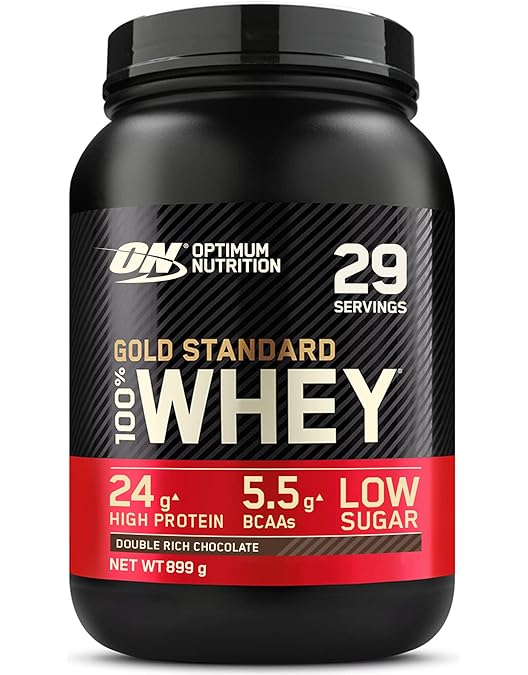 ON® OPTIMUM
NUTRITION
29
SERVINGS
GOLD STANDARD
100% WHEY®
24g▲ 5.5g▲ LOW
HIGH PROTEIN BCAAs SUGAR
DOUBLE RICH CHOCOLATE
NET WT 899 g